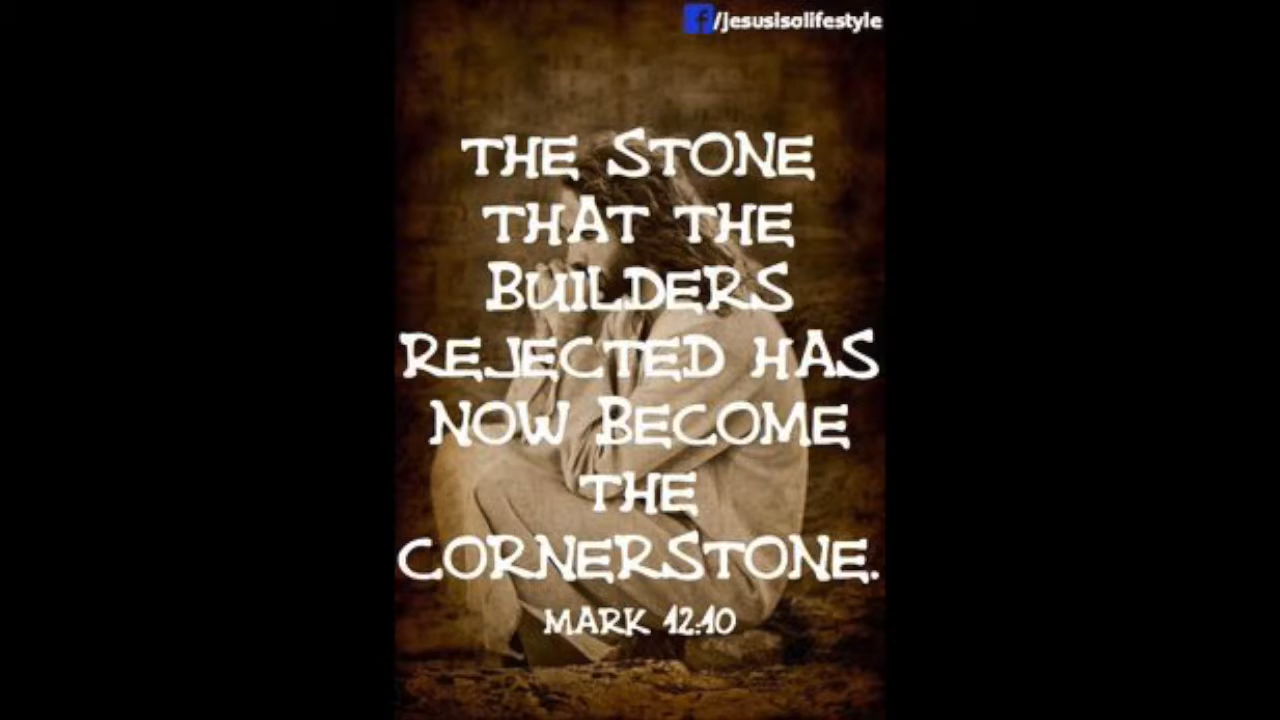 f/jesusisolifestyle
THE STONE
THAT THE
BUILDERS
REJECTED HAS
NOW BECOME
THE
CORNERSTONE.
MARK 12:10